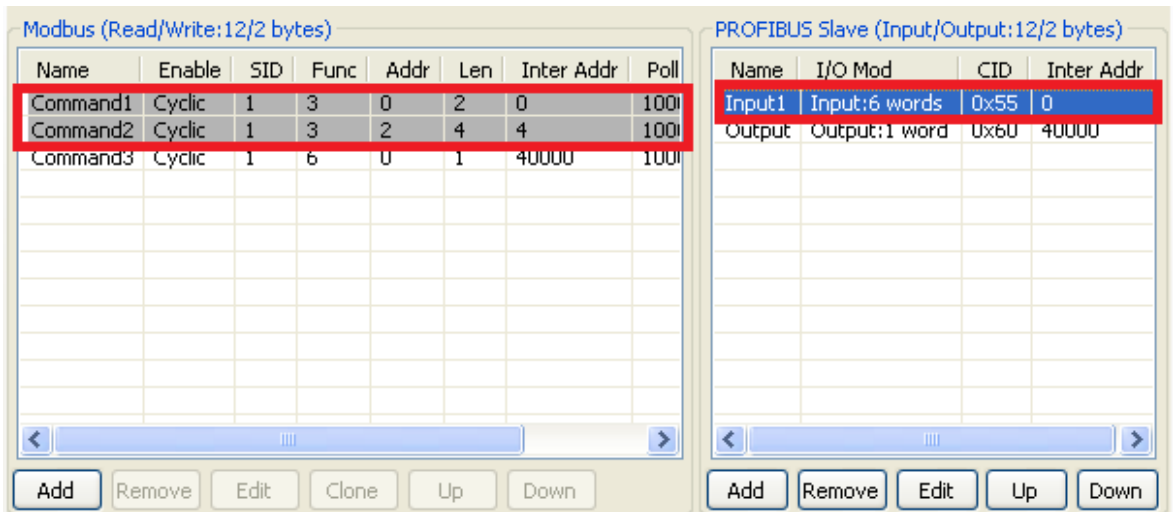 Modbus (Read/Write:12/2 bytes)
Name Enable SID Func Addr Len Inter Addr Poll
Command1 Cyclic 1 3 0 2 0 100
Command2 Cyclic 1 3 2 4 4 100
Command3 Cyclic 1 6 0 1 40000 100
Add Remove Edit Clone Up Down
PROFIBUS Slave (Input/Output:12/2 bytes)
Name I/O Mod CID Inter Addr
Input1 Input:6 words 0x55 0
Output Output:1 word 0x60 40000
Add Remove Edit Up Down